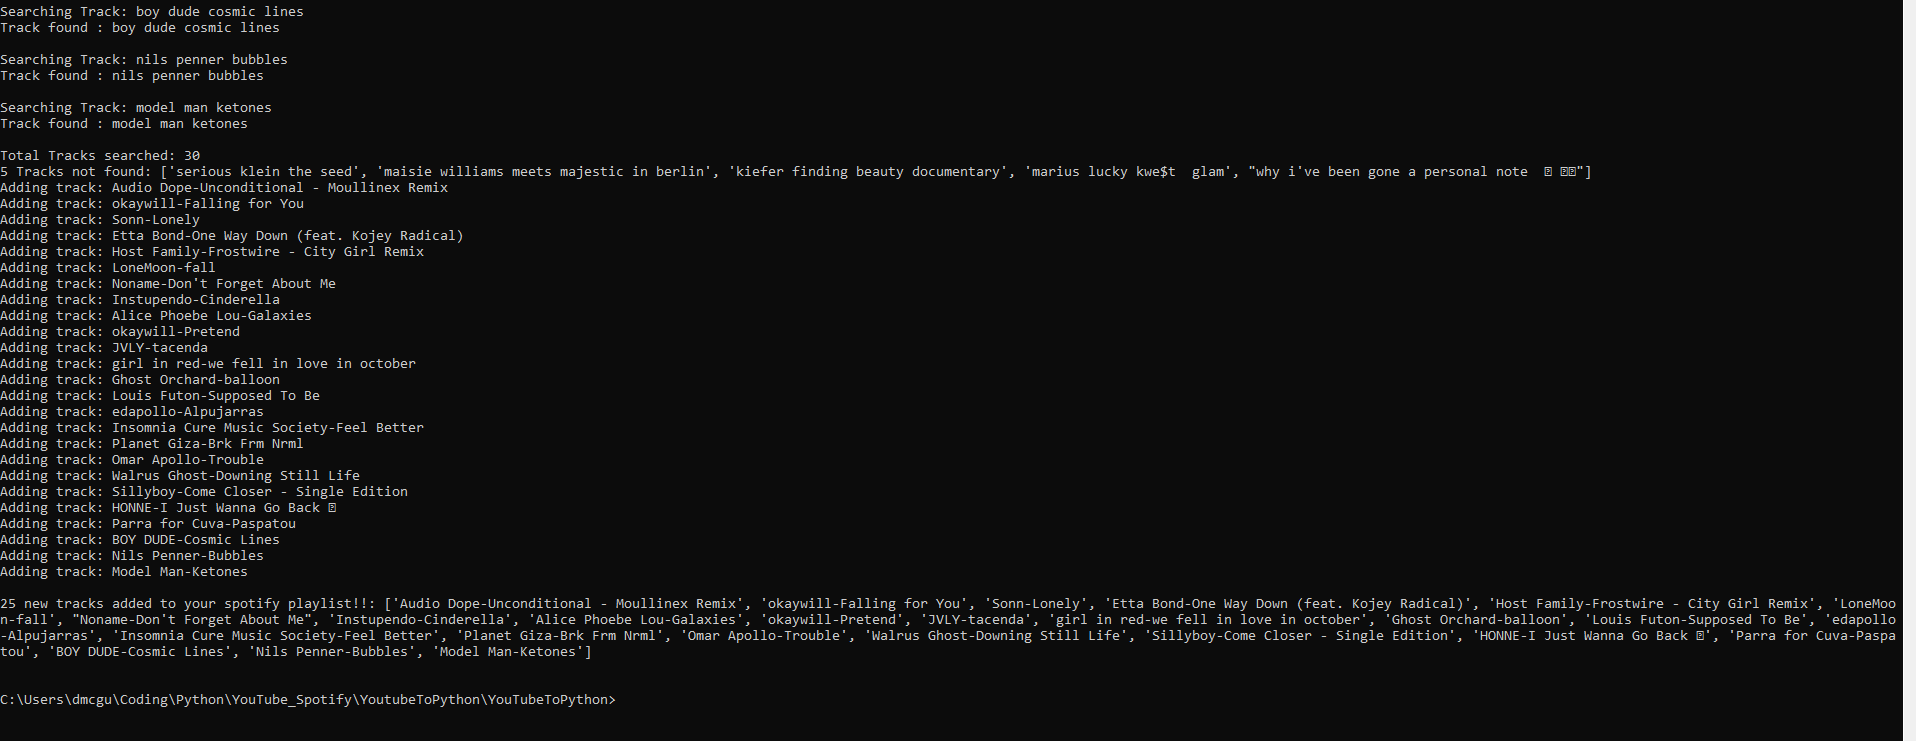 Searching Track: boy dude cosmic lines
Track found : boy dude cosmic lines
Searching Track: nils penner bubbles
Track found : nils penner bubbles
Searching Track: model man ketones
Track found : model man ketones
Total Tracks searched: 30
5 Tracks not found: ['serious klein the seed', 'maisie williams meets majestic in berlin', 'kiefer finding beauty documentary', 'marius lucky kwe$t  glam', "why i've been gone a personal note  ⍰ ⍰⍰"]
Adding track: Audio Dope-Unconditional - Moullinex Remix
Adding track: okaywill-Falling for You
Adding track: Sonn-Lonely
Adding track: Etta Bond-One Way Down (feat. Kojey Radical)
Adding track: Host Family-Frostwire - City Girl Remix
Adding track: LoneMoon-fall
Adding track: Noname-Don't Forget About Me
Adding track: Instupendo-Cinderella
Adding track: Alice Phoebe Lou-Galaxies
Adding track: okaywill-Pretend
Adding track: JVLY-tacenda
Adding track: girl in red-we fell in love in october
Adding track: Ghost Orchard-balloon
Adding track: Louis Futon-Supposed To Be
Adding track: edapollo-Alpujarras
Adding track: Insomnia Cure Music Society-Feel Better
Adding track: Planet Giza-Brk Frm Nrml
Adding track: Omar Apollo-Trouble
Adding track: Walrus Ghost-Downing Still Life
Adding track: Sillyboy-Come Closer - Single Edition
Adding track: HONNE-I Just Wanna Go Back ⍰
Adding track: Parra for Cuva-Paspatou
Adding track: BOY DUDE-Cosmic Lines
Adding track: Nils Penner-Bubbles
Adding track: Model Man-Ketones
25 new tracks added to your spotify playlist!!: ['Audio Dope-Unconditional - Moullinex Remix', 'okaywill-Falling for You', 'Sonn-Lonely', 'Etta Bond-One Way Down (feat. Kojey Radical)', 'Host Family-Frostwire - City Girl Remix', 'LoneMoo
n-fall', "Noname-Don't Forget About Me", 'Instupendo-Cinderella', 'Alice Phoebe Lou-Galaxies', 'okaywill-Pretend', 'JVLY-tacenda', 'girl in red-we fell in love in october', 'Ghost Orchard-balloon', 'Louis Futon-Supposed To Be', 'edapollo
-Alpujarras', 'Insomnia Cure Music Society-Feel Better', 'Planet Giza-Brk Frm Nrml', 'Omar Apollo-Trouble', 'Walrus Ghost-Downing Still Life', 'Sillyboy-Come Closer - Single Edition', 'HONNE-I Just Wanna Go Back ⍰', 'Parra for Cuva-Paspa
tou', 'BOY DUDE-Cosmic Lines', 'Nils Penner-Bubbles', 'Model Man-Ketones']
C:\Users\dmcgu\Coding\Python\YouTube_Spotify\YoutubeToPython\YouTubeToPython>